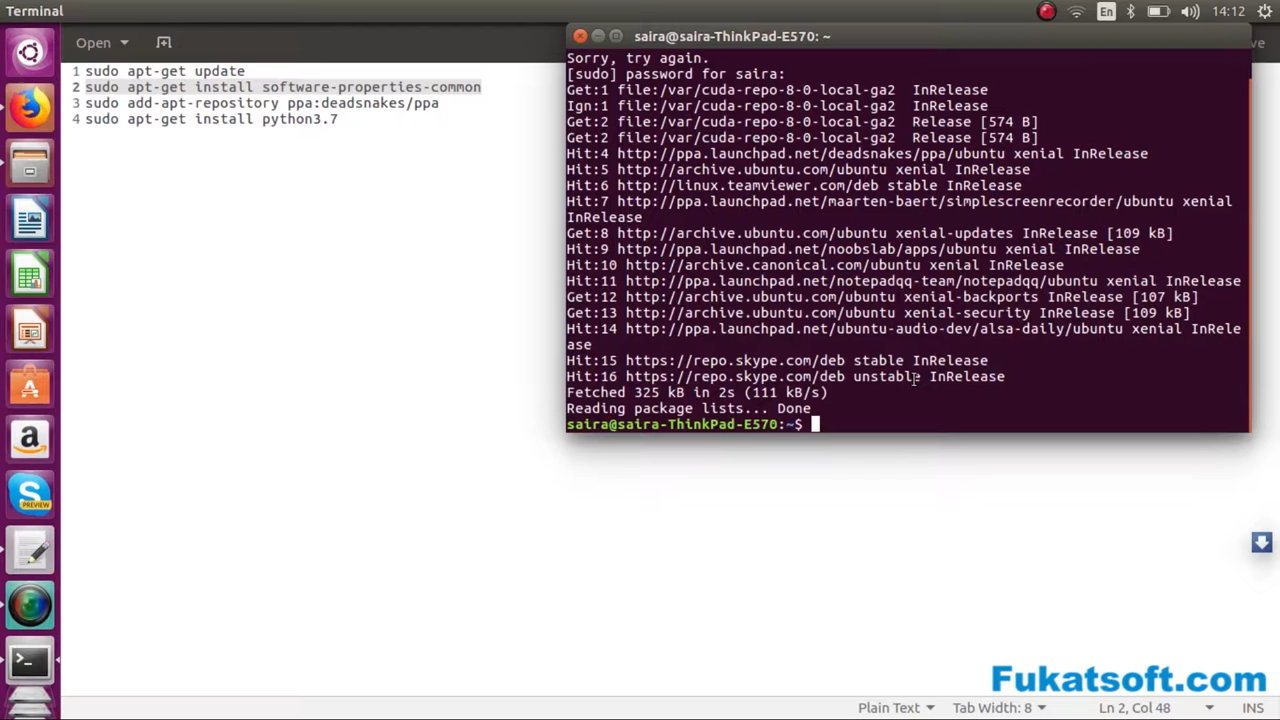 Terminal
En
14:12
Open
1 sudo apt-get update
2 sudo apt-get install software-properties-common
3 sudo add-apt-repository ppa:deadsnakes/ppa
4 sudo apt-get install python3.7
ve
saira@saira-ThinkPad-E570: ~
Sorry, try again.
[sudo] password for saira:
Get:1 file:/var/cuda-repo-8-0-local-ga2  InRelease
Ign:1 file:/var/cuda-repo-8-0-local-ga2  InRelease
Get:2 file:/var/cuda-repo-8-0-local-ga2  Release [574 B]
Get:2 file:/var/cuda-repo-8-0-local-ga2  Release [574 B]
Hit:4 http://ppa.launchpad.net/deadsnakes/ppa/ubuntu xenial InRelease
Hit:5 http://archive.ubuntu.com/ubuntu xenial InRelease
Hit:6 http://linux.teamviewer.com/deb stable InRelease
Hit:7 http://ppa.launchpad.net/maarten-baert/simplescreenrecorder/ubuntu xenial
InRelease
Get:8 http://archive.ubuntu.com/ubuntu xenial-updates InRelease [109 kB]
Hit:9 http://ppa.launchpad.net/noobslab/apps/ubuntu xenial InRelease
Hit:10 http://archive.canonical.com/ubuntu xenial InRelease
Hit:11 http://ppa.launchpad.net/notepadqq-team/notepadqq/ubuntu xenial InRelease
Get:12 http://archive.ubuntu.com/ubuntu xenial-backports InRelease [107 kB]
Get:13 http://archive.ubuntu.com/ubuntu xenial-security InRelease [109 kB]
Hit:14 http://ppa.launchpad.net/ubuntu-audio-dev/alsa-daily/ubuntu xenial InRele
ase
Hit:15 https://repo.skype.com/deb stable InRelease
Hit:16 https://repo.skype.com/deb unstable InRelease
Fetched 325 kB in 2s (111 kB/s)
Reading package lists... Done
saira@saira-ThinkPad-E570:~$
PREVIEW
Fukatsoft.com
Plain Text
Tab Width: 8
Ln 2, Col 48
INS